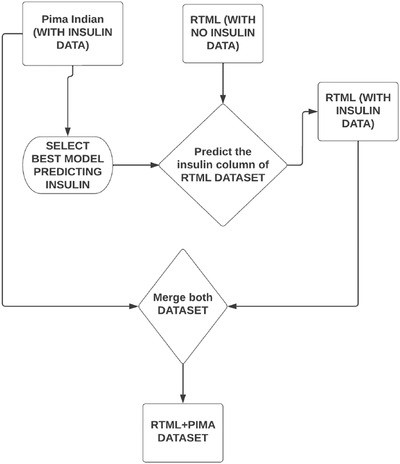 Pima Indian
(WITH INSULIN
DATA)
RTML (WITH
NO INSULIN
DATA)
RTML (WITH
INSULIN
DATA)
SELECT
BEST MODEL
PREDICTING
INSULIN
Predict the
insulin column of
RTML DATASET
Merge both
DATASET
RTML+PIMA
DATASET